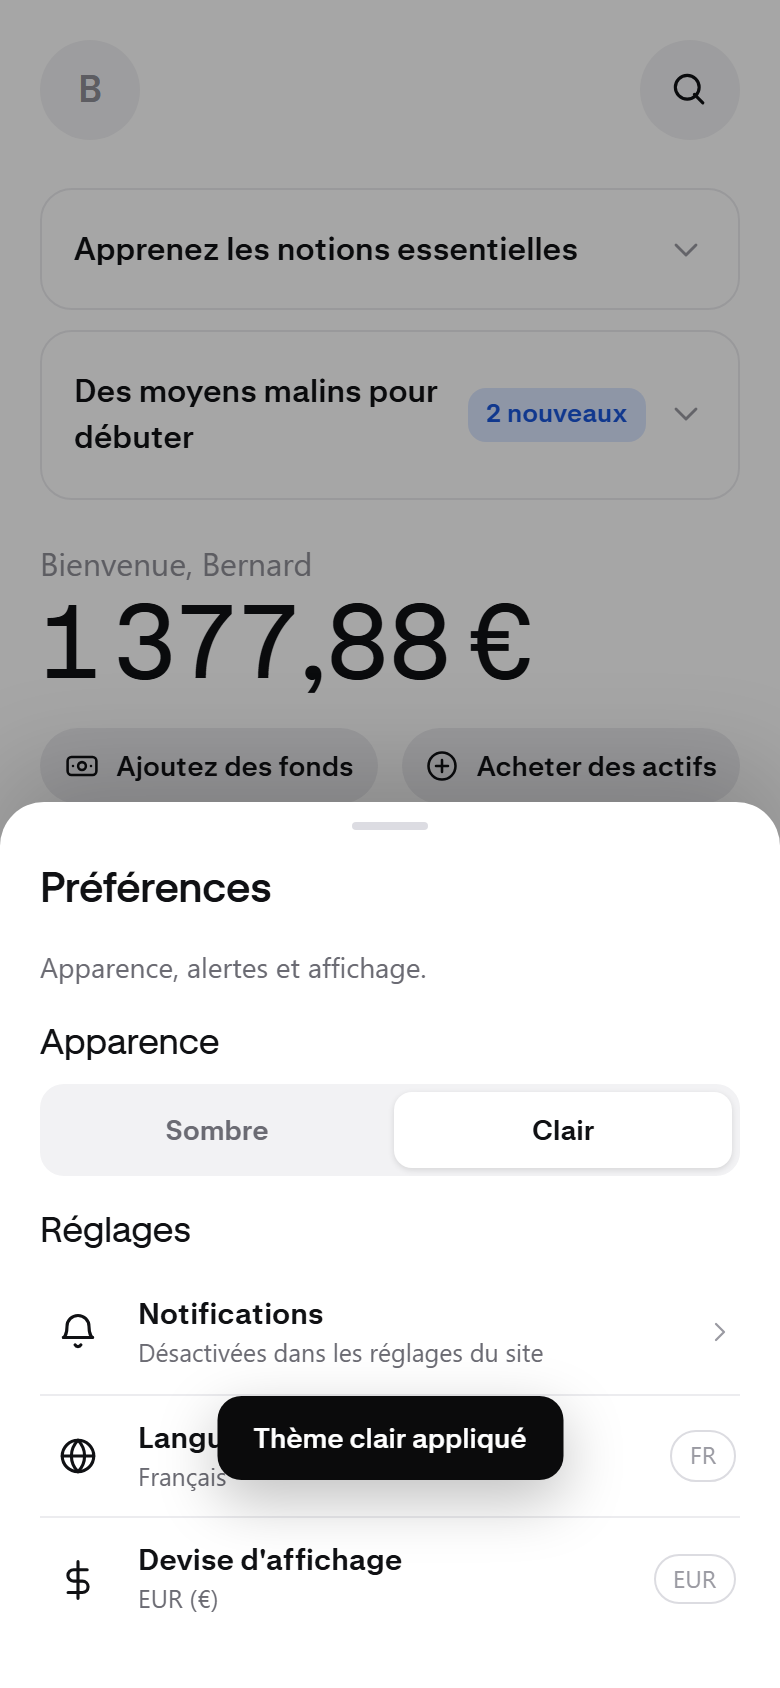 B
Apprenez les notions essentielles
Des moyens malins pour
débuter
2 nouveaux
Bienvenue, Bernard
1 377,88 €
Ajoutez des fonds
Acheter des actifs
Préférences
Apparence, alertes et affichage.
Apparence
Sombre
Clair
Réglages
Notifications
Désactivées dans les réglages du site
Langu
Thème clair appliqué
Français
FR
Devise d'affichage
EUR (€)
EUR